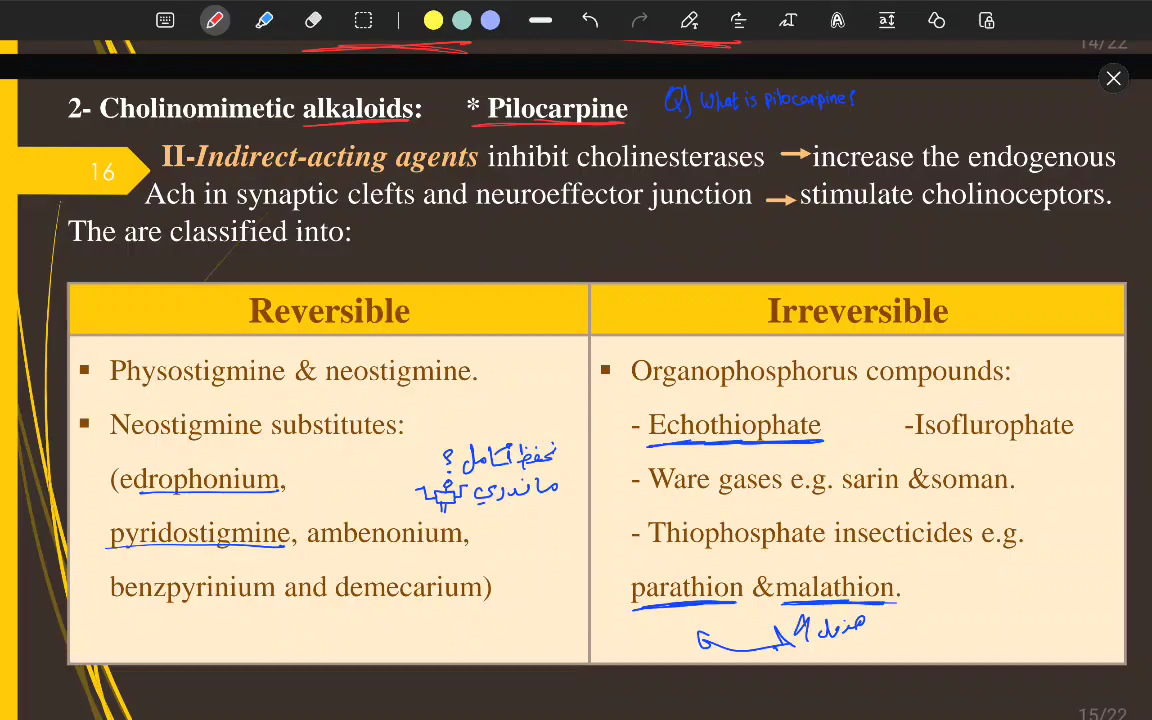 14/22
2- Cholinomimetic alkaloids: * Pilocarpine Q) What is pilocarpine?
16
II-Indirect-acting agents inhibit cholinesterases →increase the endogenous
Ach in synaptic clefts and neuroeffector junction →stimulate cholinoceptors.
The are classified into:
Reversible
▪ Physostigmine & neostigmine.
▪ Neostigmine substitutes:
(edrophonium,
pyridostigmine, ambenonium,
benzpyrinium and demecarium)
نحفظ كامل؟
ماندري
Irreversible
▪ Organophosphorus compounds:
- Echothiophate -Isoflurophate
- Ware gases e.g. sarin &soman.
- Thiophosphate insecticides e.g.
parathion &malathion.
15/22